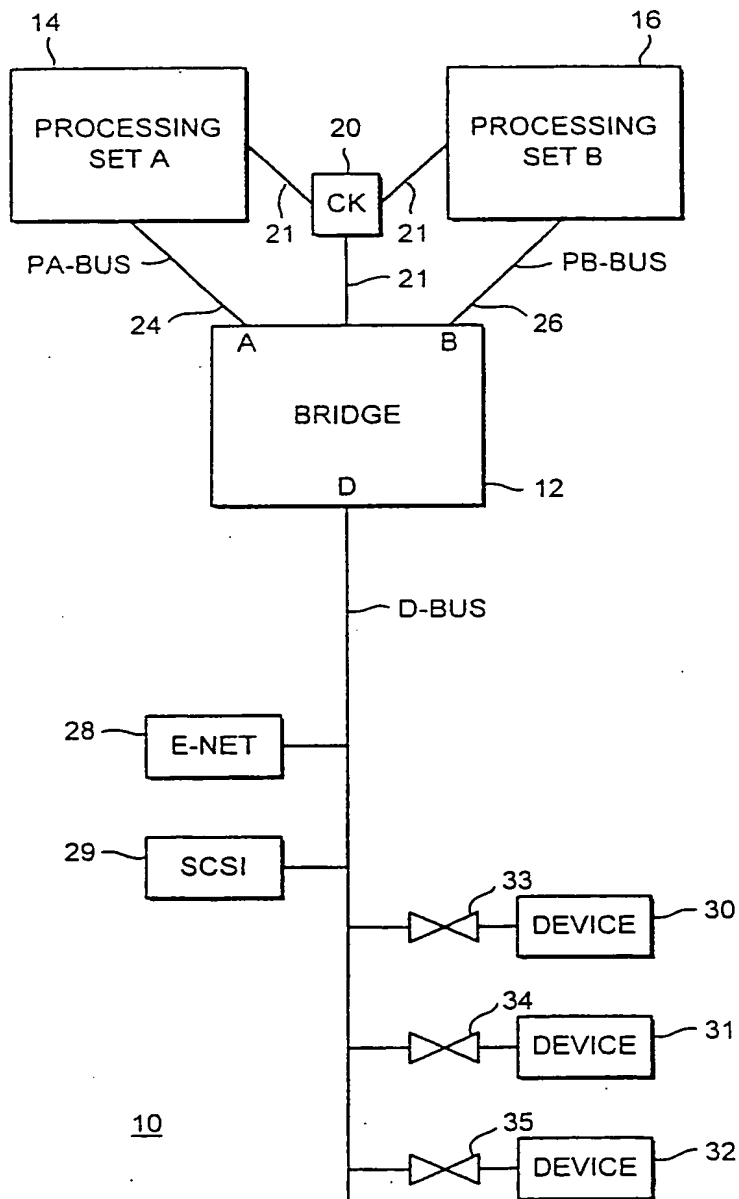 14
16
PROCESSING
SET A
20
PROCESSING
SET B
CK
21
21
PA-BUS
21
PB-BUS
24
26
A
B
BRIDGE
D
12
D-BUS
28
E-NET
29
SCSI
33
DEVICE
30
34
DEVICE
31
10
35
DEVICE
32